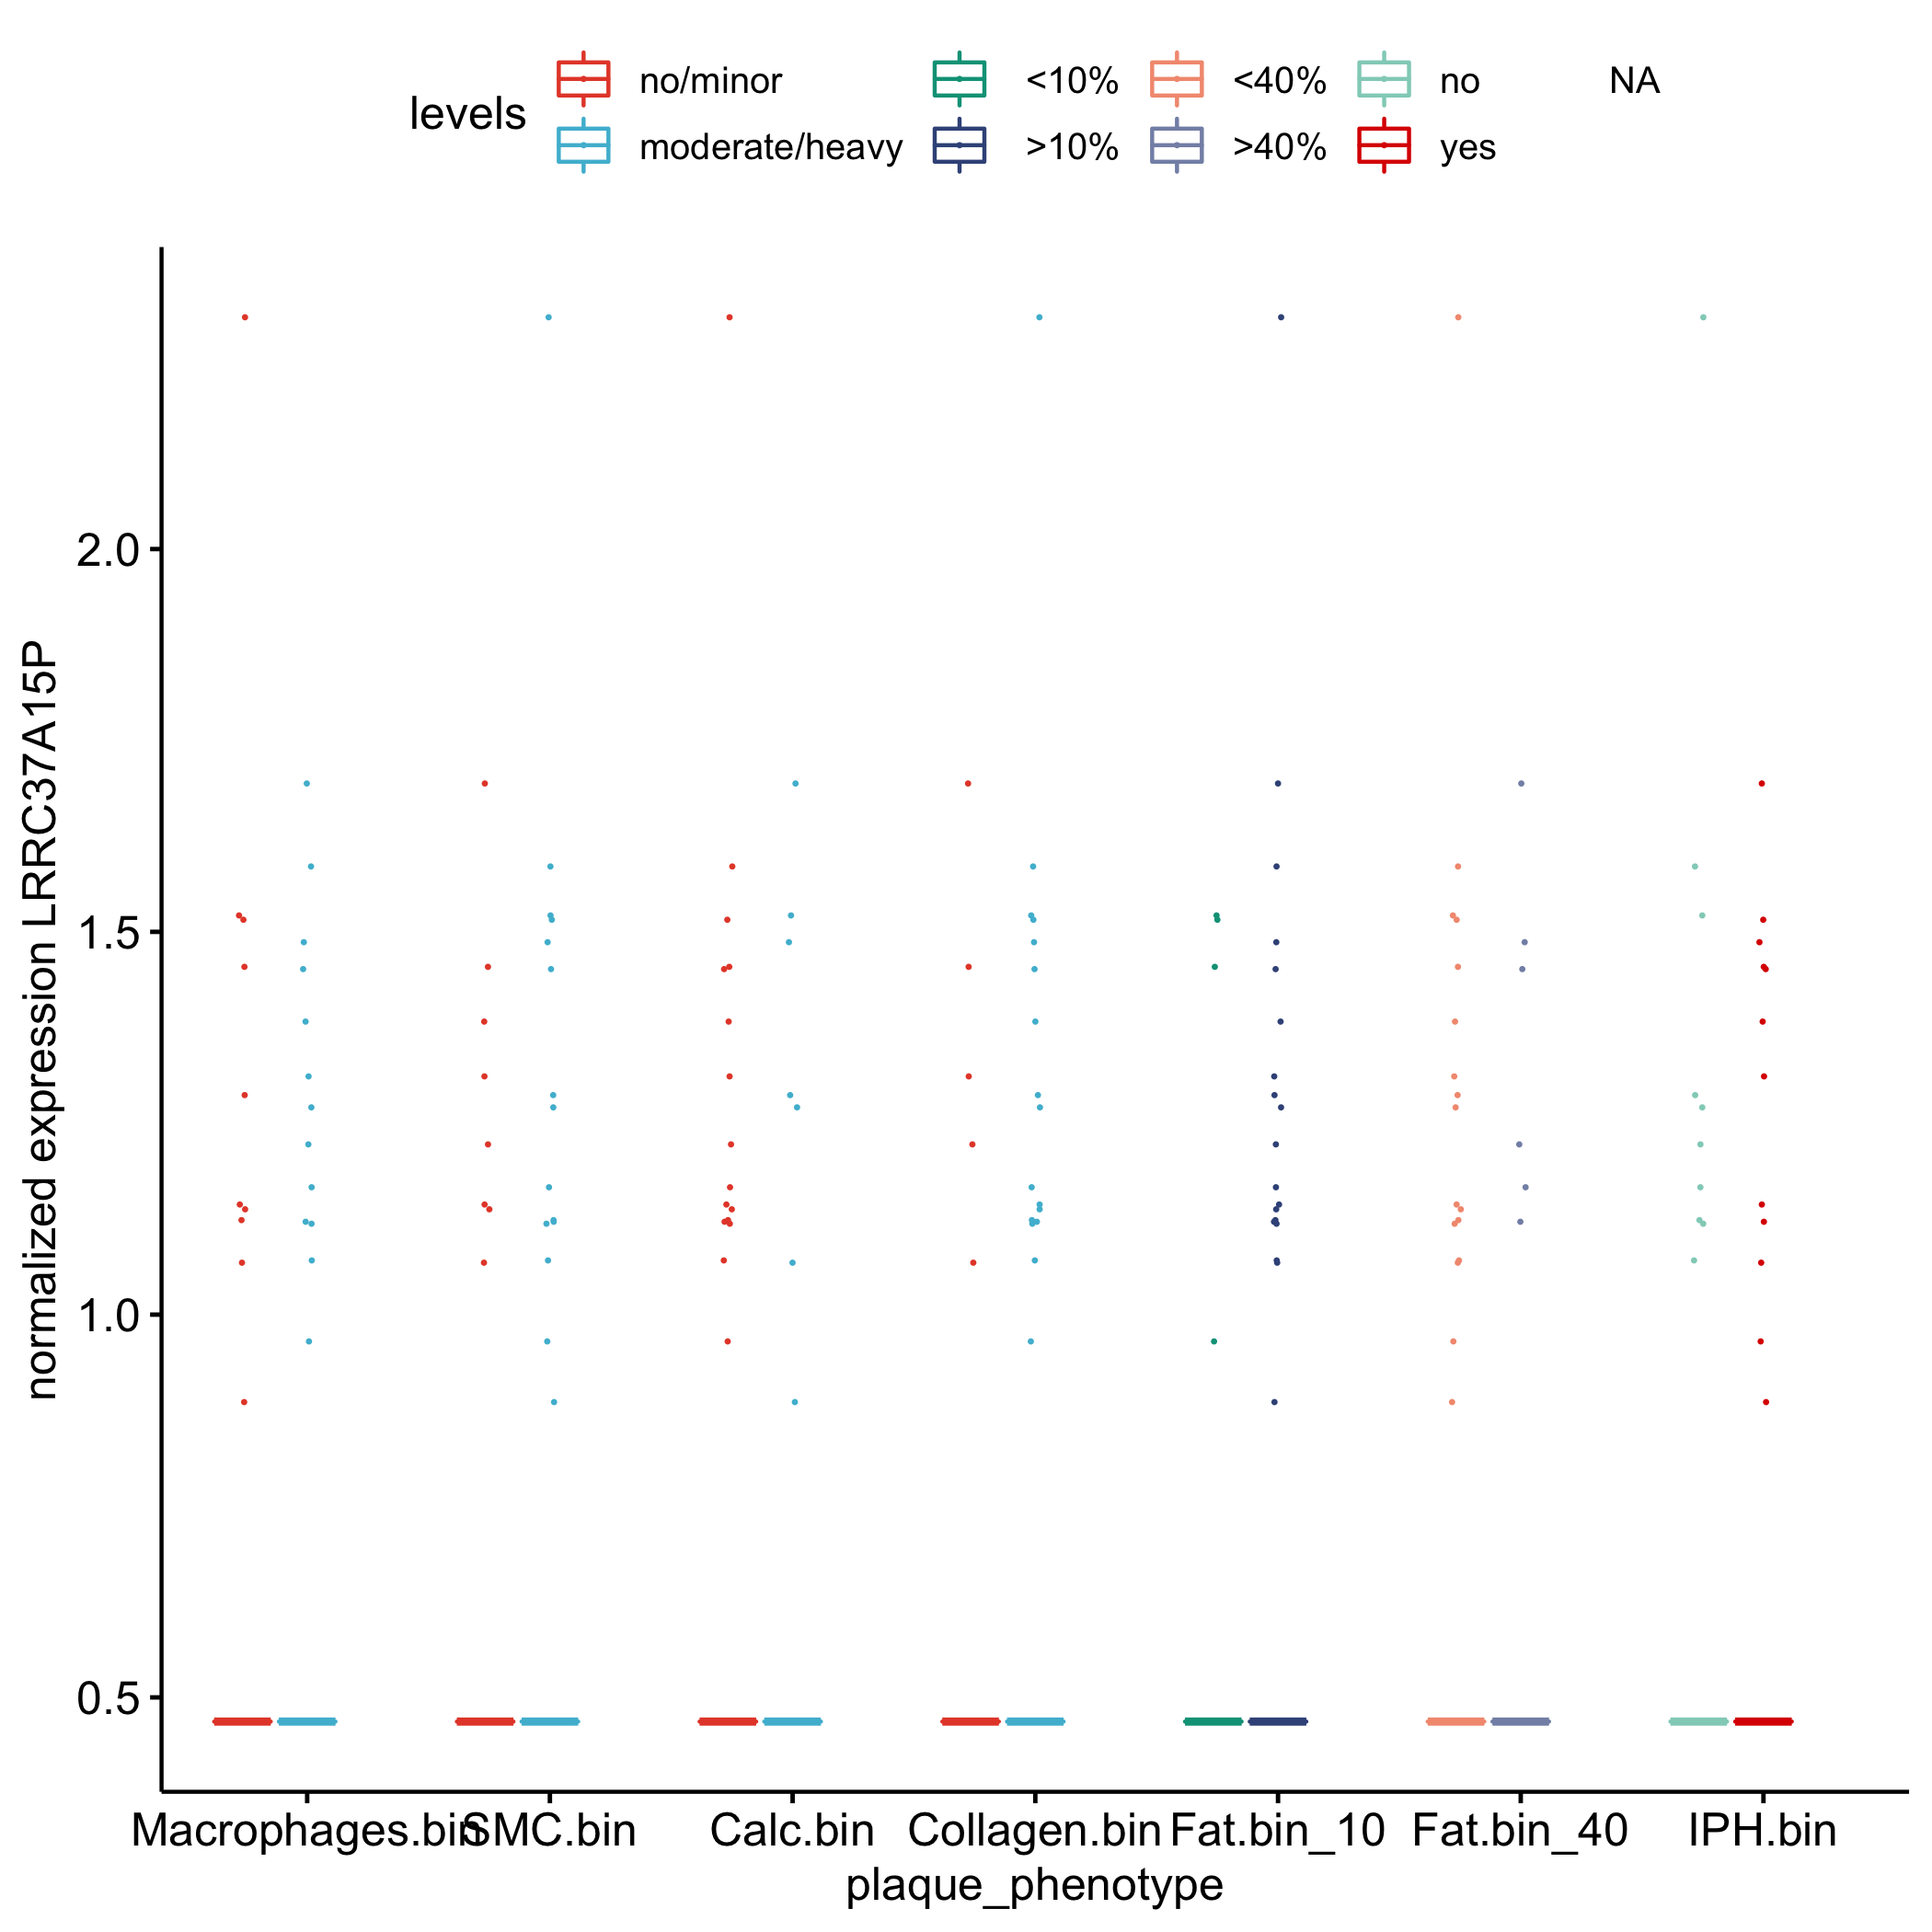 levels
no/minor
<10%
<40%
no
NA
moderate/heavy
>10%
>40%
yes
normalized expression LRRC37A15P
2.0
1.5
1.0
0.5
Macrophages.bin SMC.bin Calc.bin Collagen.bin Fat.bin_10 Fat.bin_40 IPH.bin
plaque_phenotype